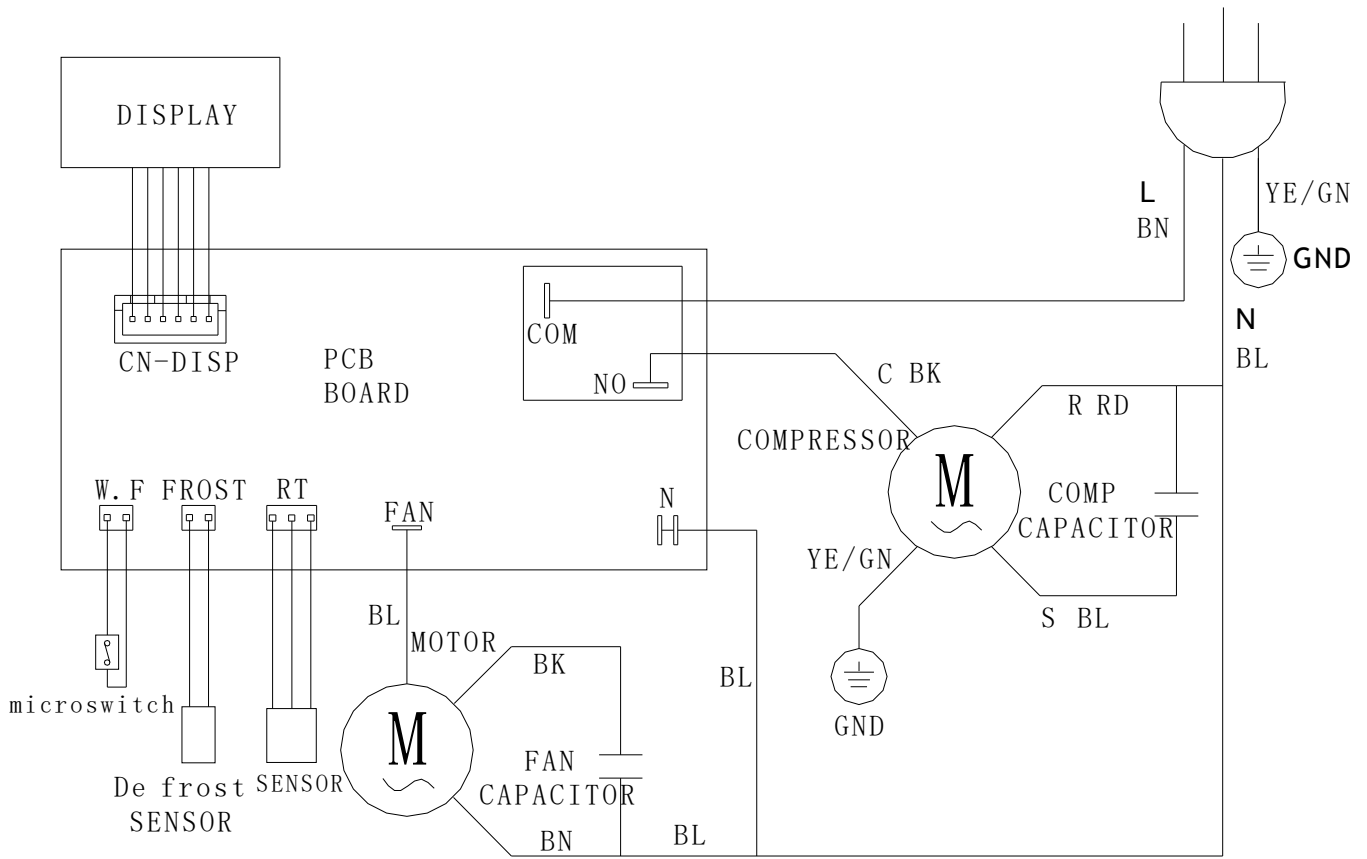 DISPLAY
L
BN
YE/GN
GND
N
BL
COM
NO
CN-DISP
PCB
BOARD
C BK
R RD
COMPRESSOR
M
COMP
CAPACITOR
YE/GN
S BL
GND
W.F
FROST
RT
FAN
N
BL
MOTOR
BK
BL
microswitch
M
FAN
CAPACITOR
De frost
SENSOR
SENSOR
BN
BL